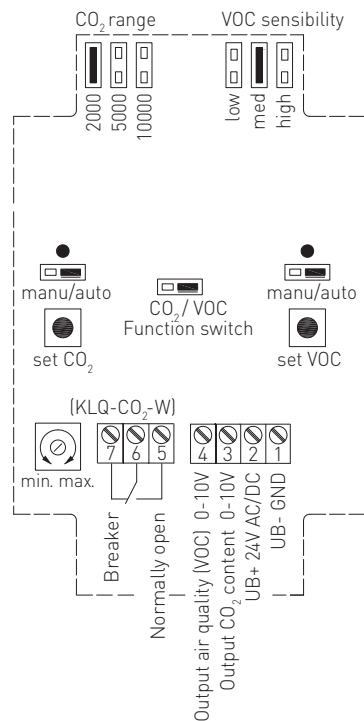 CO₂ range
VOC sensibility
2000
5000
10000
low
med
high
manu/auto
set CO₂
CO₂/ VOC
Function switch
manu/auto
set VOC
(KLQ-CO₂-W)
min. max.
7
6
5
4
3
2
1
Breaker
Normally open
Output air quality (VOC) 0-10V
Output CO₂ content 0-10V
UB+ 24V AC/DC
UB- GND